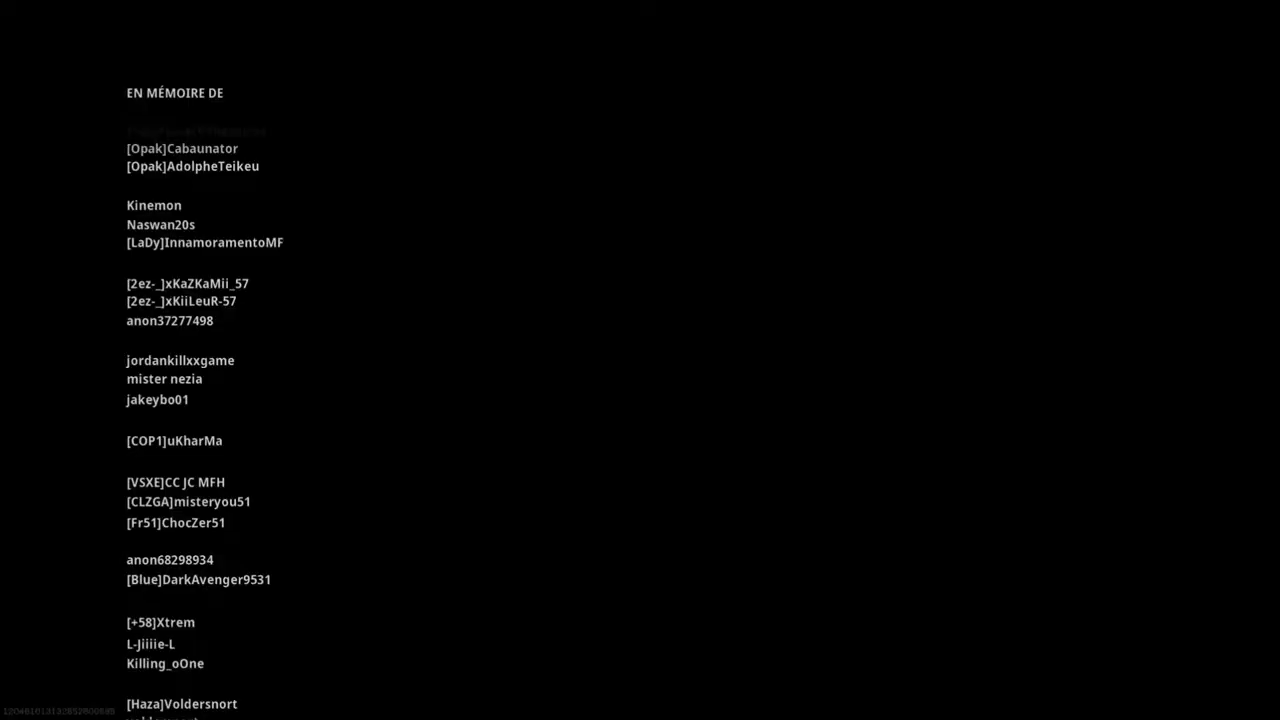 EN MÉMOIRE DE
[Opak]Cabaunator
[Opak]AdolpheTeikeu
Kinemon
Naswan20s
[LaDy]InnamoramentoMF
[2ez-_]xKaZKaMii_57
[2ez-_]xKiiLeuR-57
anon37277498
jordankillxxgame
mister nezia
jakeybo01
[COP1]uKharMa
[VSXE]CC JC MFH
[CLZGA]misteryou51
[Fr51]ChocZer51
anon68298934
[Blue]DarkAvenger9531
[+58]Xtrem
L-Jiiiie-L
Killing_oOne
[Haza]Voldersnort